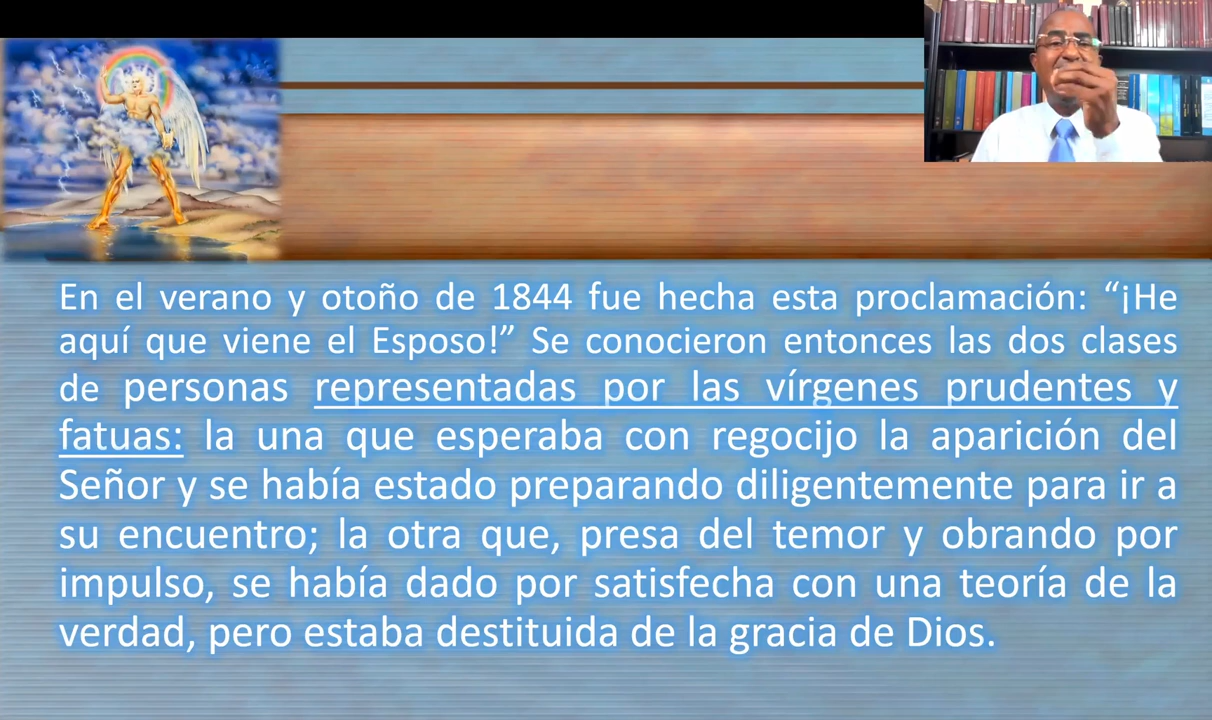 En el verano y otoño de 1844 fue hecha esta proclamación: “¡He
aquí que viene el Esposo!” Se conocieron entonces las dos clases
de personas representadas por las vírgenes prudentes y
fatuas: la una que esperaba con regocijo la aparición del
Señor y se había estado preparando diligentemente para ir a
su encuentro; la otra que, presa del temor y obrando por
impulso, se había dado por satisfecha con una teoría de la
verdad, pero estaba destituida de la gracia de Dios.